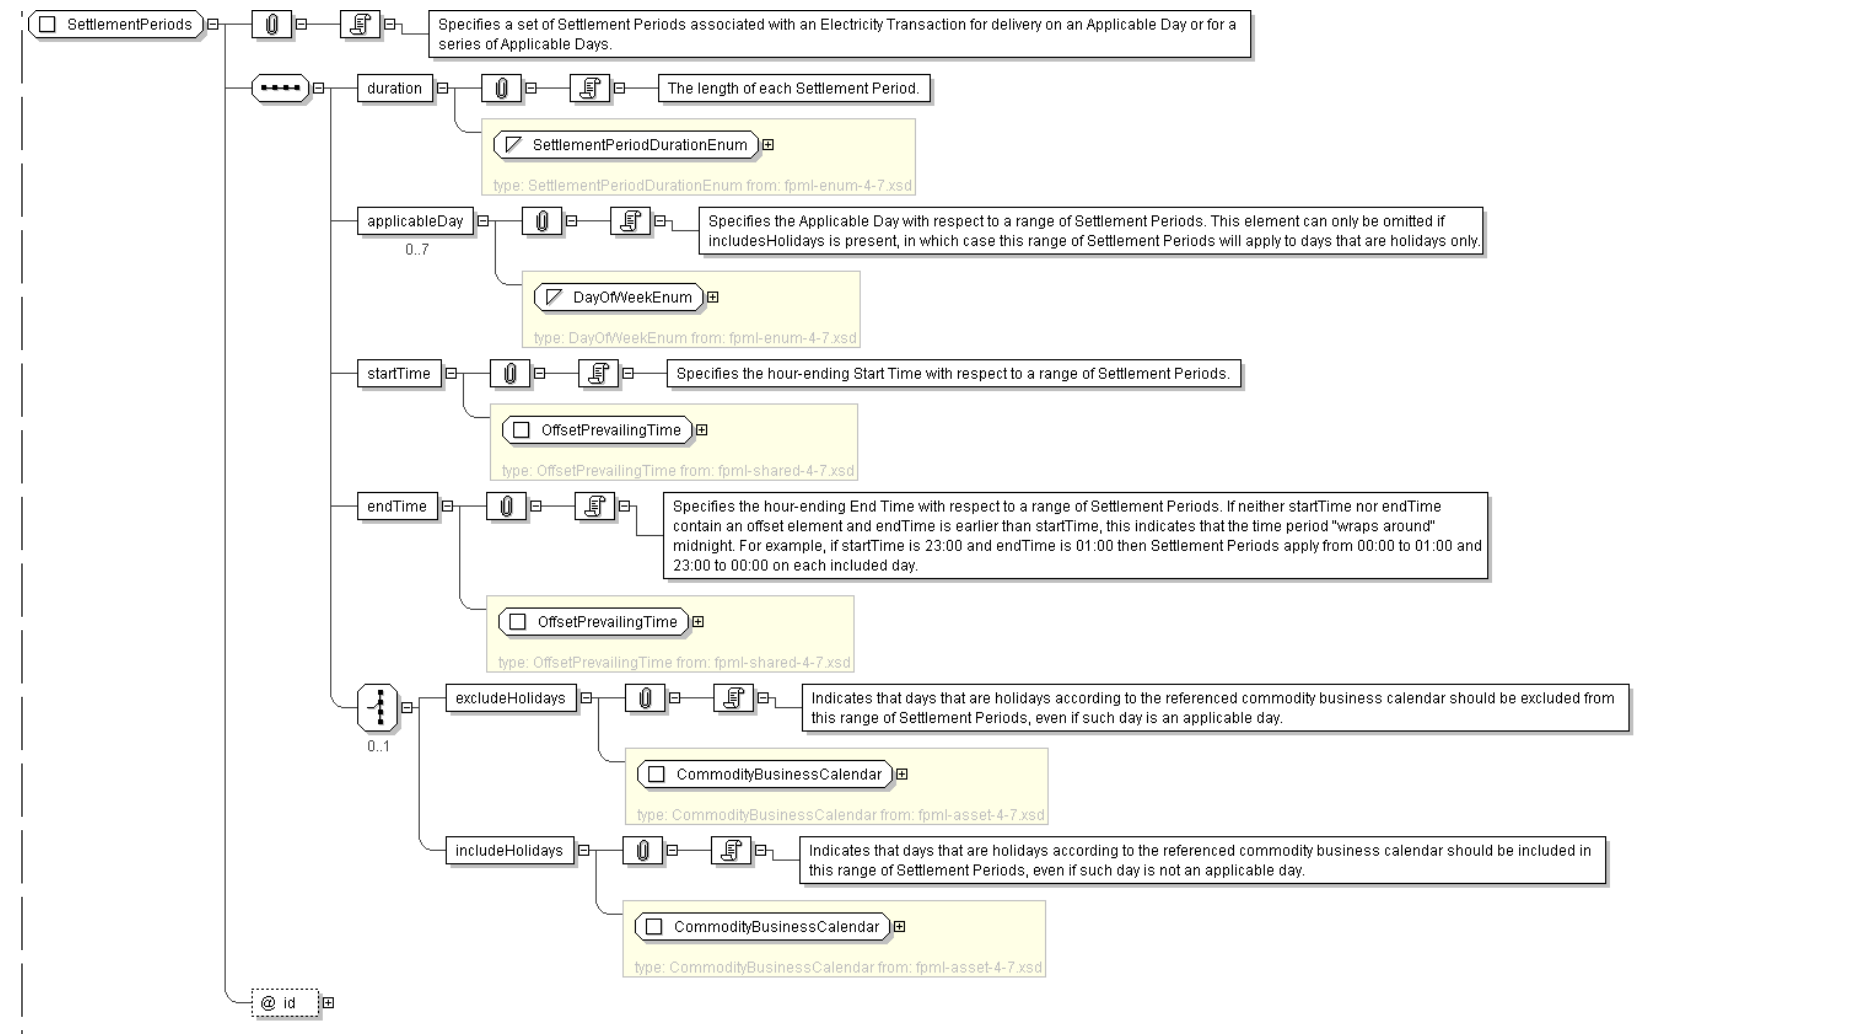 SettlementPeriods
Specifies a set of Settlement Periods associated with an Electricity Transaction for delivery on an Applicable Day or for a
series of Applicable Days.
duration
The length of each Settlement Period.
SettlementPeriodDurationEnum
type: SettlementPeriodDurationEnum from: fpml-enum-4-7.xsd
applicableDay
0..7
Specifies the Applicable Day with respect to a range of Settlement Periods. This element can only be omitted if
includesHolidays is present, in which case this range of Settlement Periods will apply to days that are holidays only.
DayOfWeekEnum
type: DayOfWeekEnum from: fpml-enum-4-7.xsd
startTime
Specifies the hour-ending Start Time with respect to a range of Settlement Periods.
OffsetPrevailingTime
type: OffsetPrevailingTime from: fpml-shared-4-7.xsd
endTime
Specifies the hour-ending End Time with respect to a range of Settlement Periods. If neither startTime nor endTime
contain an offset element and endTime is earlier than startTime, this indicates that the time period "wraps around"
midnight. For example, if startTime is 23:00 and endTime is 01:00 then Settlement Periods apply from 00:00 to 01:00 and
23:00 to 00:00 on each included day.
OffsetPrevailingTime
type: OffsetPrevailingTime from: fpml-shared-4-7.xsd
0..1
excludeHolidays
Indicates that days that are holidays according to the referenced commodity business calendar should be excluded from
this range of Settlement Periods, even if such day is an applicable day.
CommodityBusinessCalendar
type: CommodityBusinessCalendar from: fpml-asset-4-7.xsd
includeHolidays
Indicates that days that are holidays according to the referenced commodity business calendar should be included in
this range of Settlement Periods, even if such day is not an applicable day.
CommodityBusinessCalendar
type: CommodityBusinessCalendar from: fpml-asset-4-7.xsd
@ id